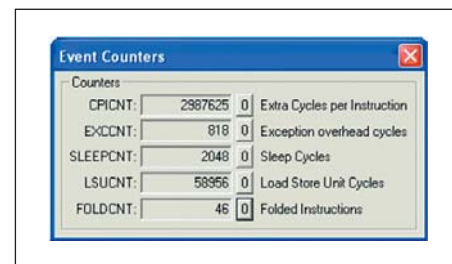 Event Counters
Counters
CPICNT: 2987625 0 Extra Cycles per Instruction
EXCCNT: 818 0 Exception overhead cycles
SLEEPCNT: 2048 0 Sleep Cycles
LSUCNT: 58956 0 Load Store Unit Cycles
FOLDCNT: 46 0 Folded Instructions